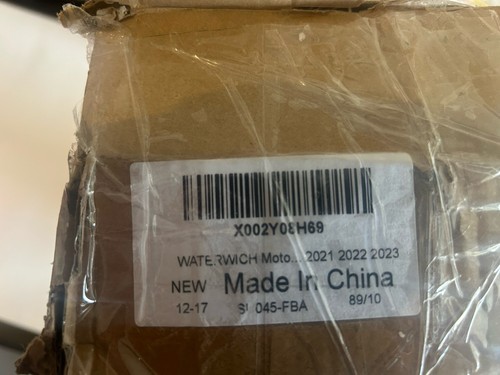 X002Y08H69
WATERWICH Moto... 2021 2022 2023
NEW Made In China
12-17 045-FBA 89/10